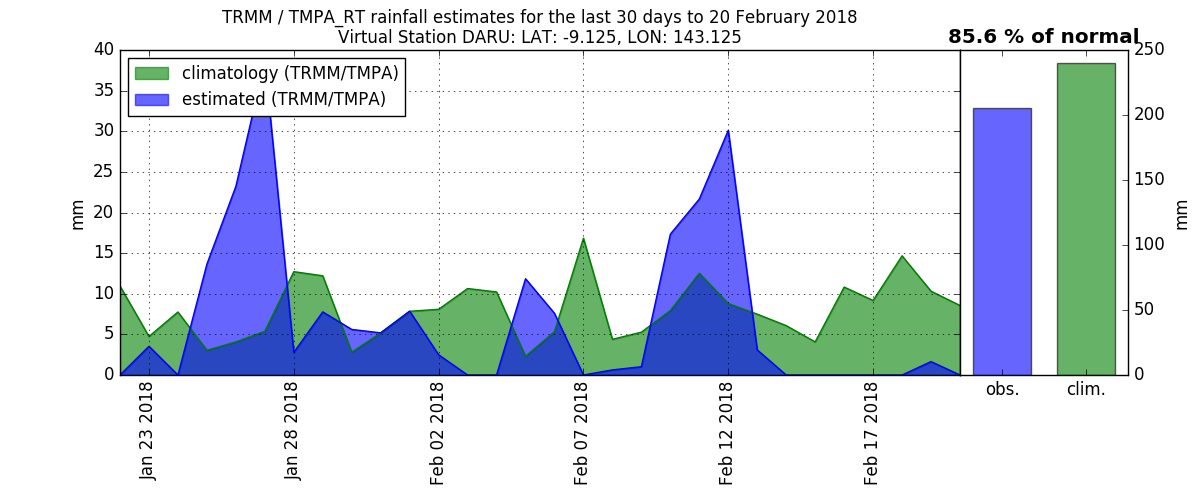 TRMM / TMPA_RT rainfall estimates for the last 30 days to 20 February 2018
Virtual Station DARU: LAT: -9.125, LON: 143.125
85.6 % of normal
climatology (TRMM/TMPA)
estimated (TRMM/TMPA)
mm
40
35
30
25
20
15
10
5
0
Jan 23 2018
Jan 28 2018
Feb 02 2018
Feb 07 2018
Feb 12 2018
Feb 17 2018
250
200
150
100
50
0
mm
obs.
clim.